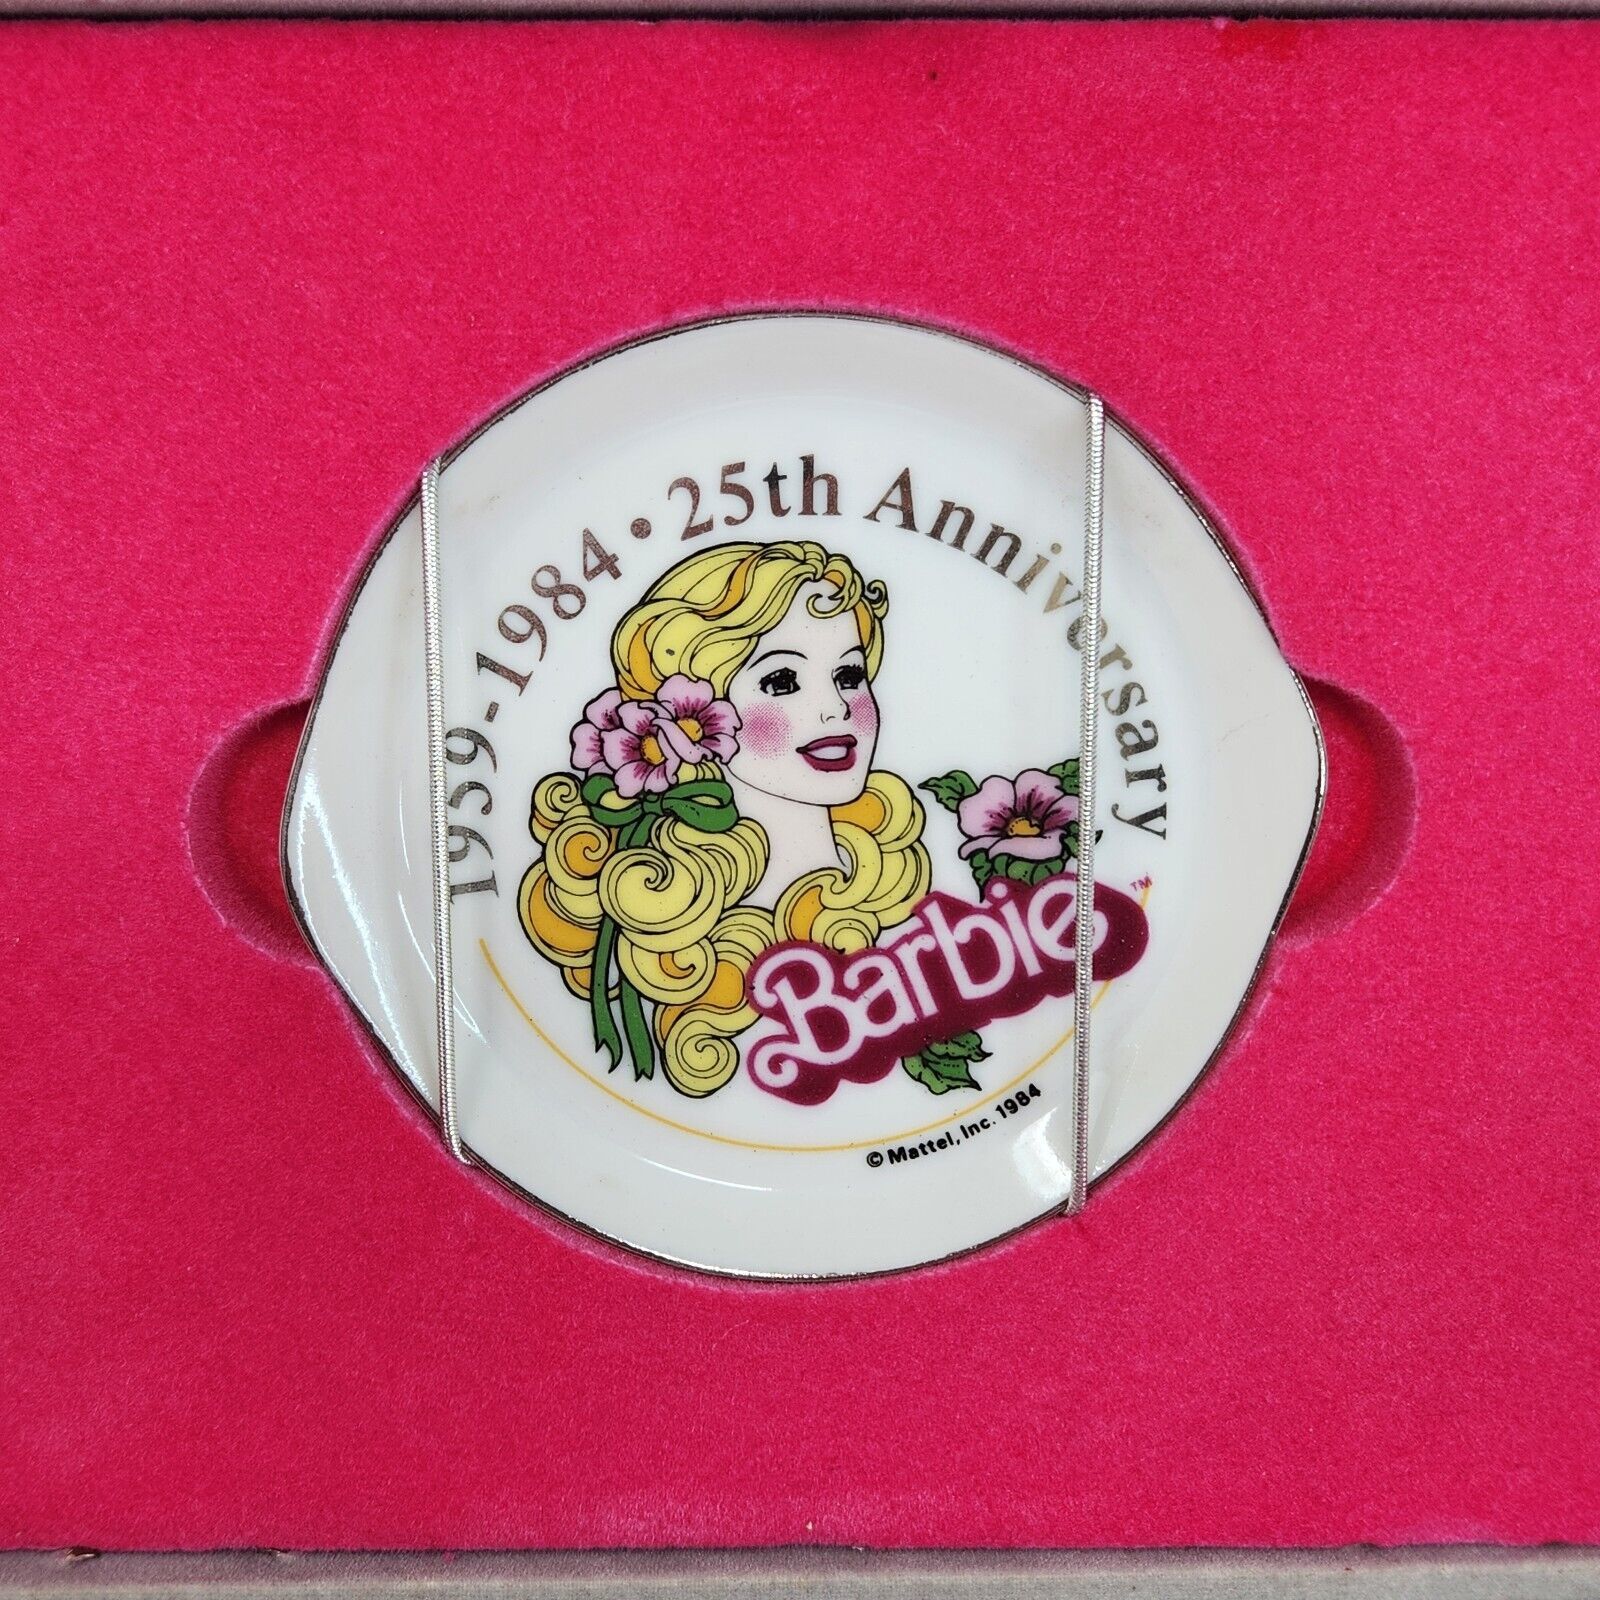 1959-1984 • 25th Anniversary
Barbie™
© Mattel, Inc. 1984